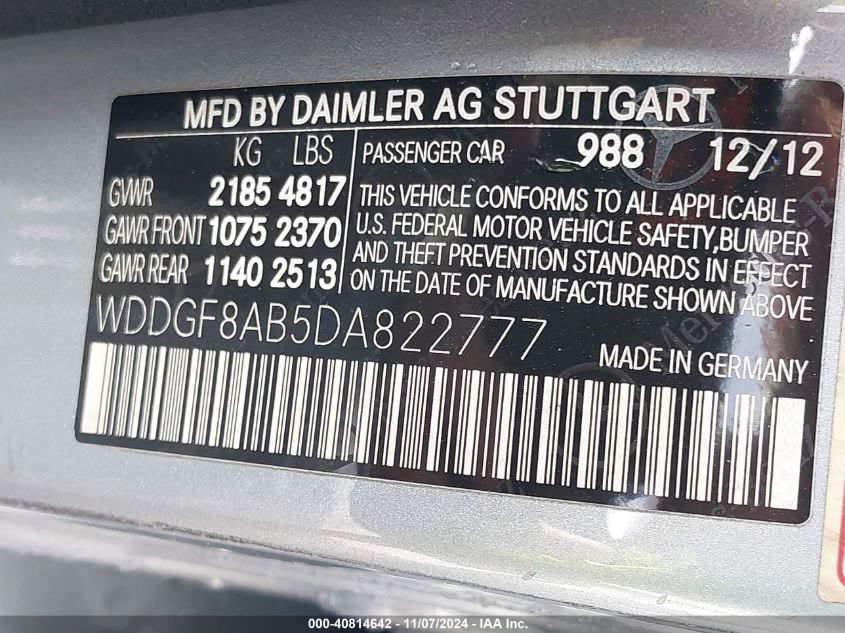 MFD BY DAIMLER AG STUTTGART
KG LBS
GVWR 2185 4817
GAWR FRONT 1075 2370
GAWR REAR 1140 2513
PASSENGER CAR 988 12/12
THIS VEHICLE CONFORMS TO ALL APPLICABLE
U.S. FEDERAL MOTOR VEHICLE SAFETY,BUMPER
AND THEFT PREVENTION STANDARDS IN EFFECT
ON THE DATE OF MANUFACTURE SHOWN ABOVE
WDDGF8AB5DA822777
MADE IN GERMANY
000-40814642 - 11/07/2024 - IAAI.com